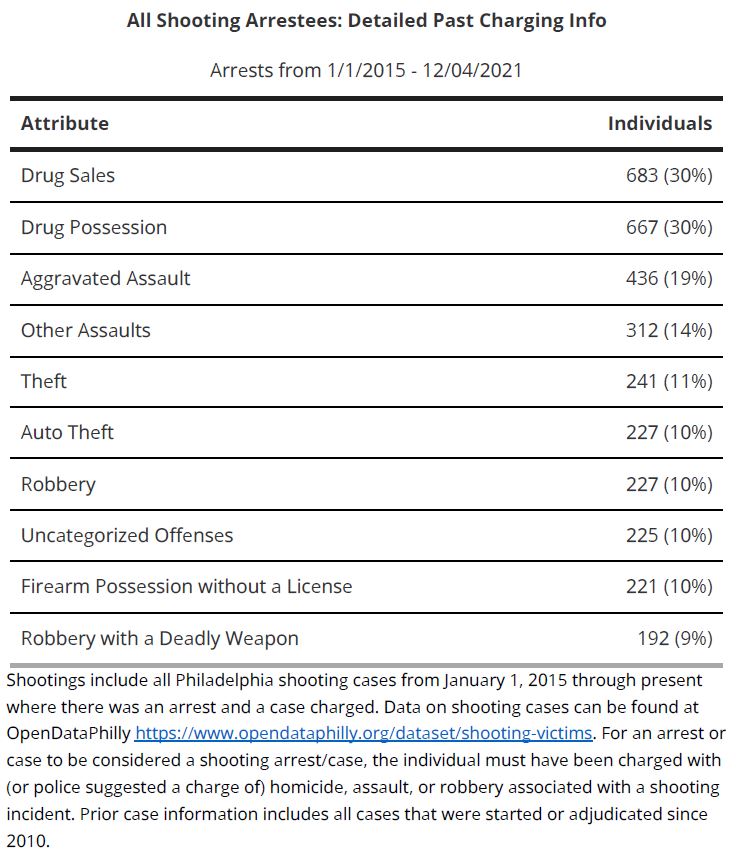 All Shooting Arrestees: Detailed Past Charging Info
Arrests from 1/1/2015 - 12/04/2021
Attribute Individuals
Drug Sales 683 (30%)
Drug Possession 667 (30%)
Aggravated Assault 436 (19%)
Other Assaults 312 (14%)
Theft 241 (11%)
Auto Theft 227 (10%)
Robbery 227 (10%)
Uncategorized Offenses 225 (10%)
Firearm Possession without a License 221 (10%)
Robbery with a Deadly Weapon 192 (9%)
Shootings include all Philadelphia shooting cases from January 1, 2015 through present
where there was an arrest and a case charged. Data on shooting cases can be found at
OpenDataPhilly https://www.opendataphilly.org/dataset/shooting-victims. For an arrest or
case to be considered a shooting arrest/case, the individual must have been charged with
(or police suggested a charge of) homicide, assault, or robbery associated with a shooting
incident. Prior case information includes all cases that were started or adjudicated since
2010.